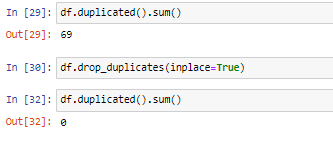 In [29]: df.duplicated().sum()
Out[29]: 69
In [30]: df.drop_duplicates(inplace=True)
In [32]: df.duplicated().sum()
Out[32]: 0